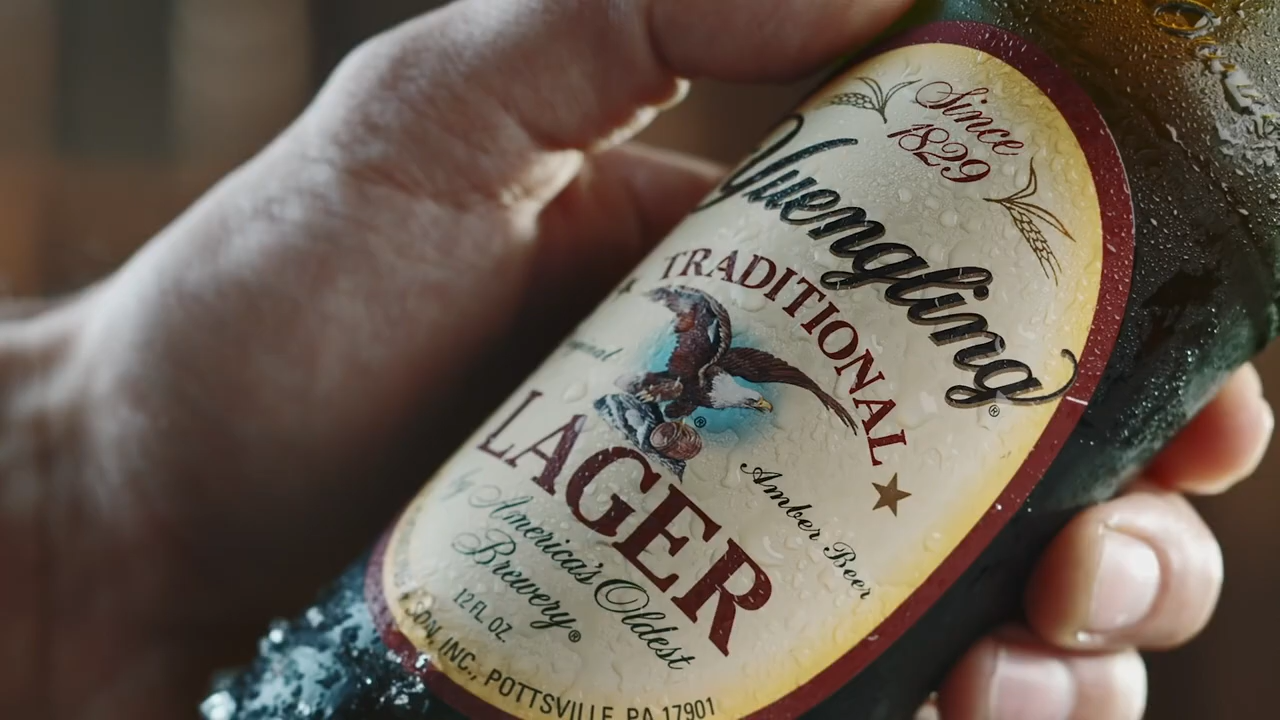 Since
1829
Yuengling®
TRADITIONAL
LAGER
Amber Beer
by America's Oldest
Brewery®
12 FL. OZ.
SON, INC., POTTSVILLE, PA 17901